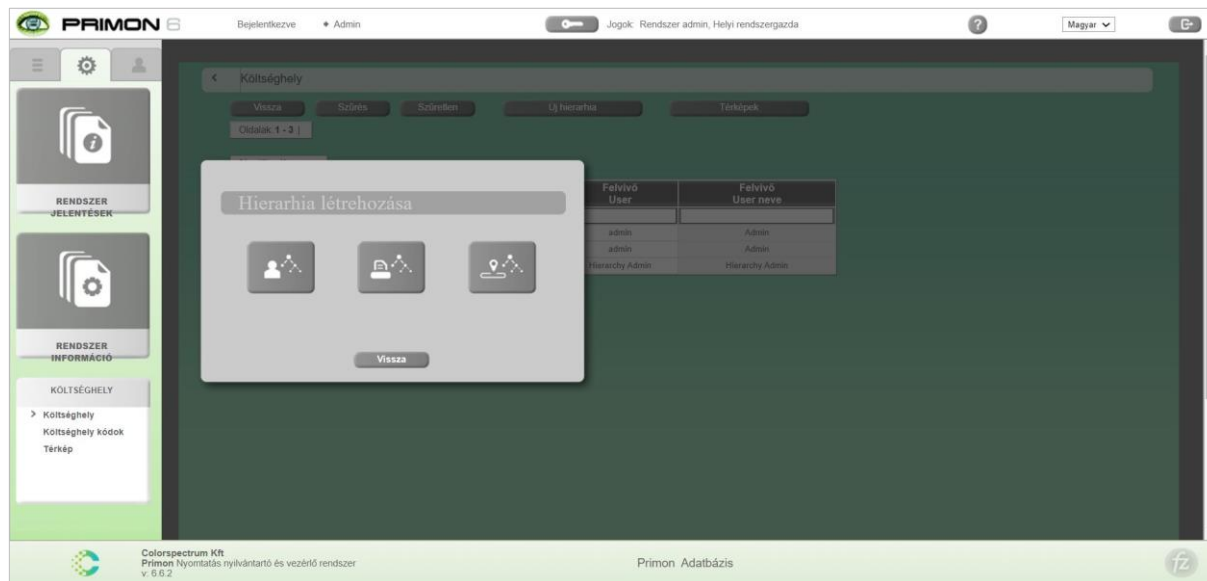 PRIMON 6
Bejelentkezve
Admin
Jogok: Rendszer admin, Helyi rendszergazda
?
Magyar
RENDSZER
JELENTÉSEK
RENDSZER
INFORMÁCIÓ
KÖLTSÉGHELY
> Költséghely
Költséghely kódok
Térkép
< Költséghely
Vissza
Szűrés
Szűretlen
Új hierarhia
Térképek
Oldalak: 1 - 3 |
Felvivő
User
Felvivő
User neve
admin
Admin
admin
Admin
Hierarchy Admin
Hierarchy Admin
Hierarhia létrehozása
Vissza
Colorspectrum Kft
Primon Nyomtatás nyilvántartó és vezérlő rendszer
v: 6.6.2
Primon Adatbázis
fz